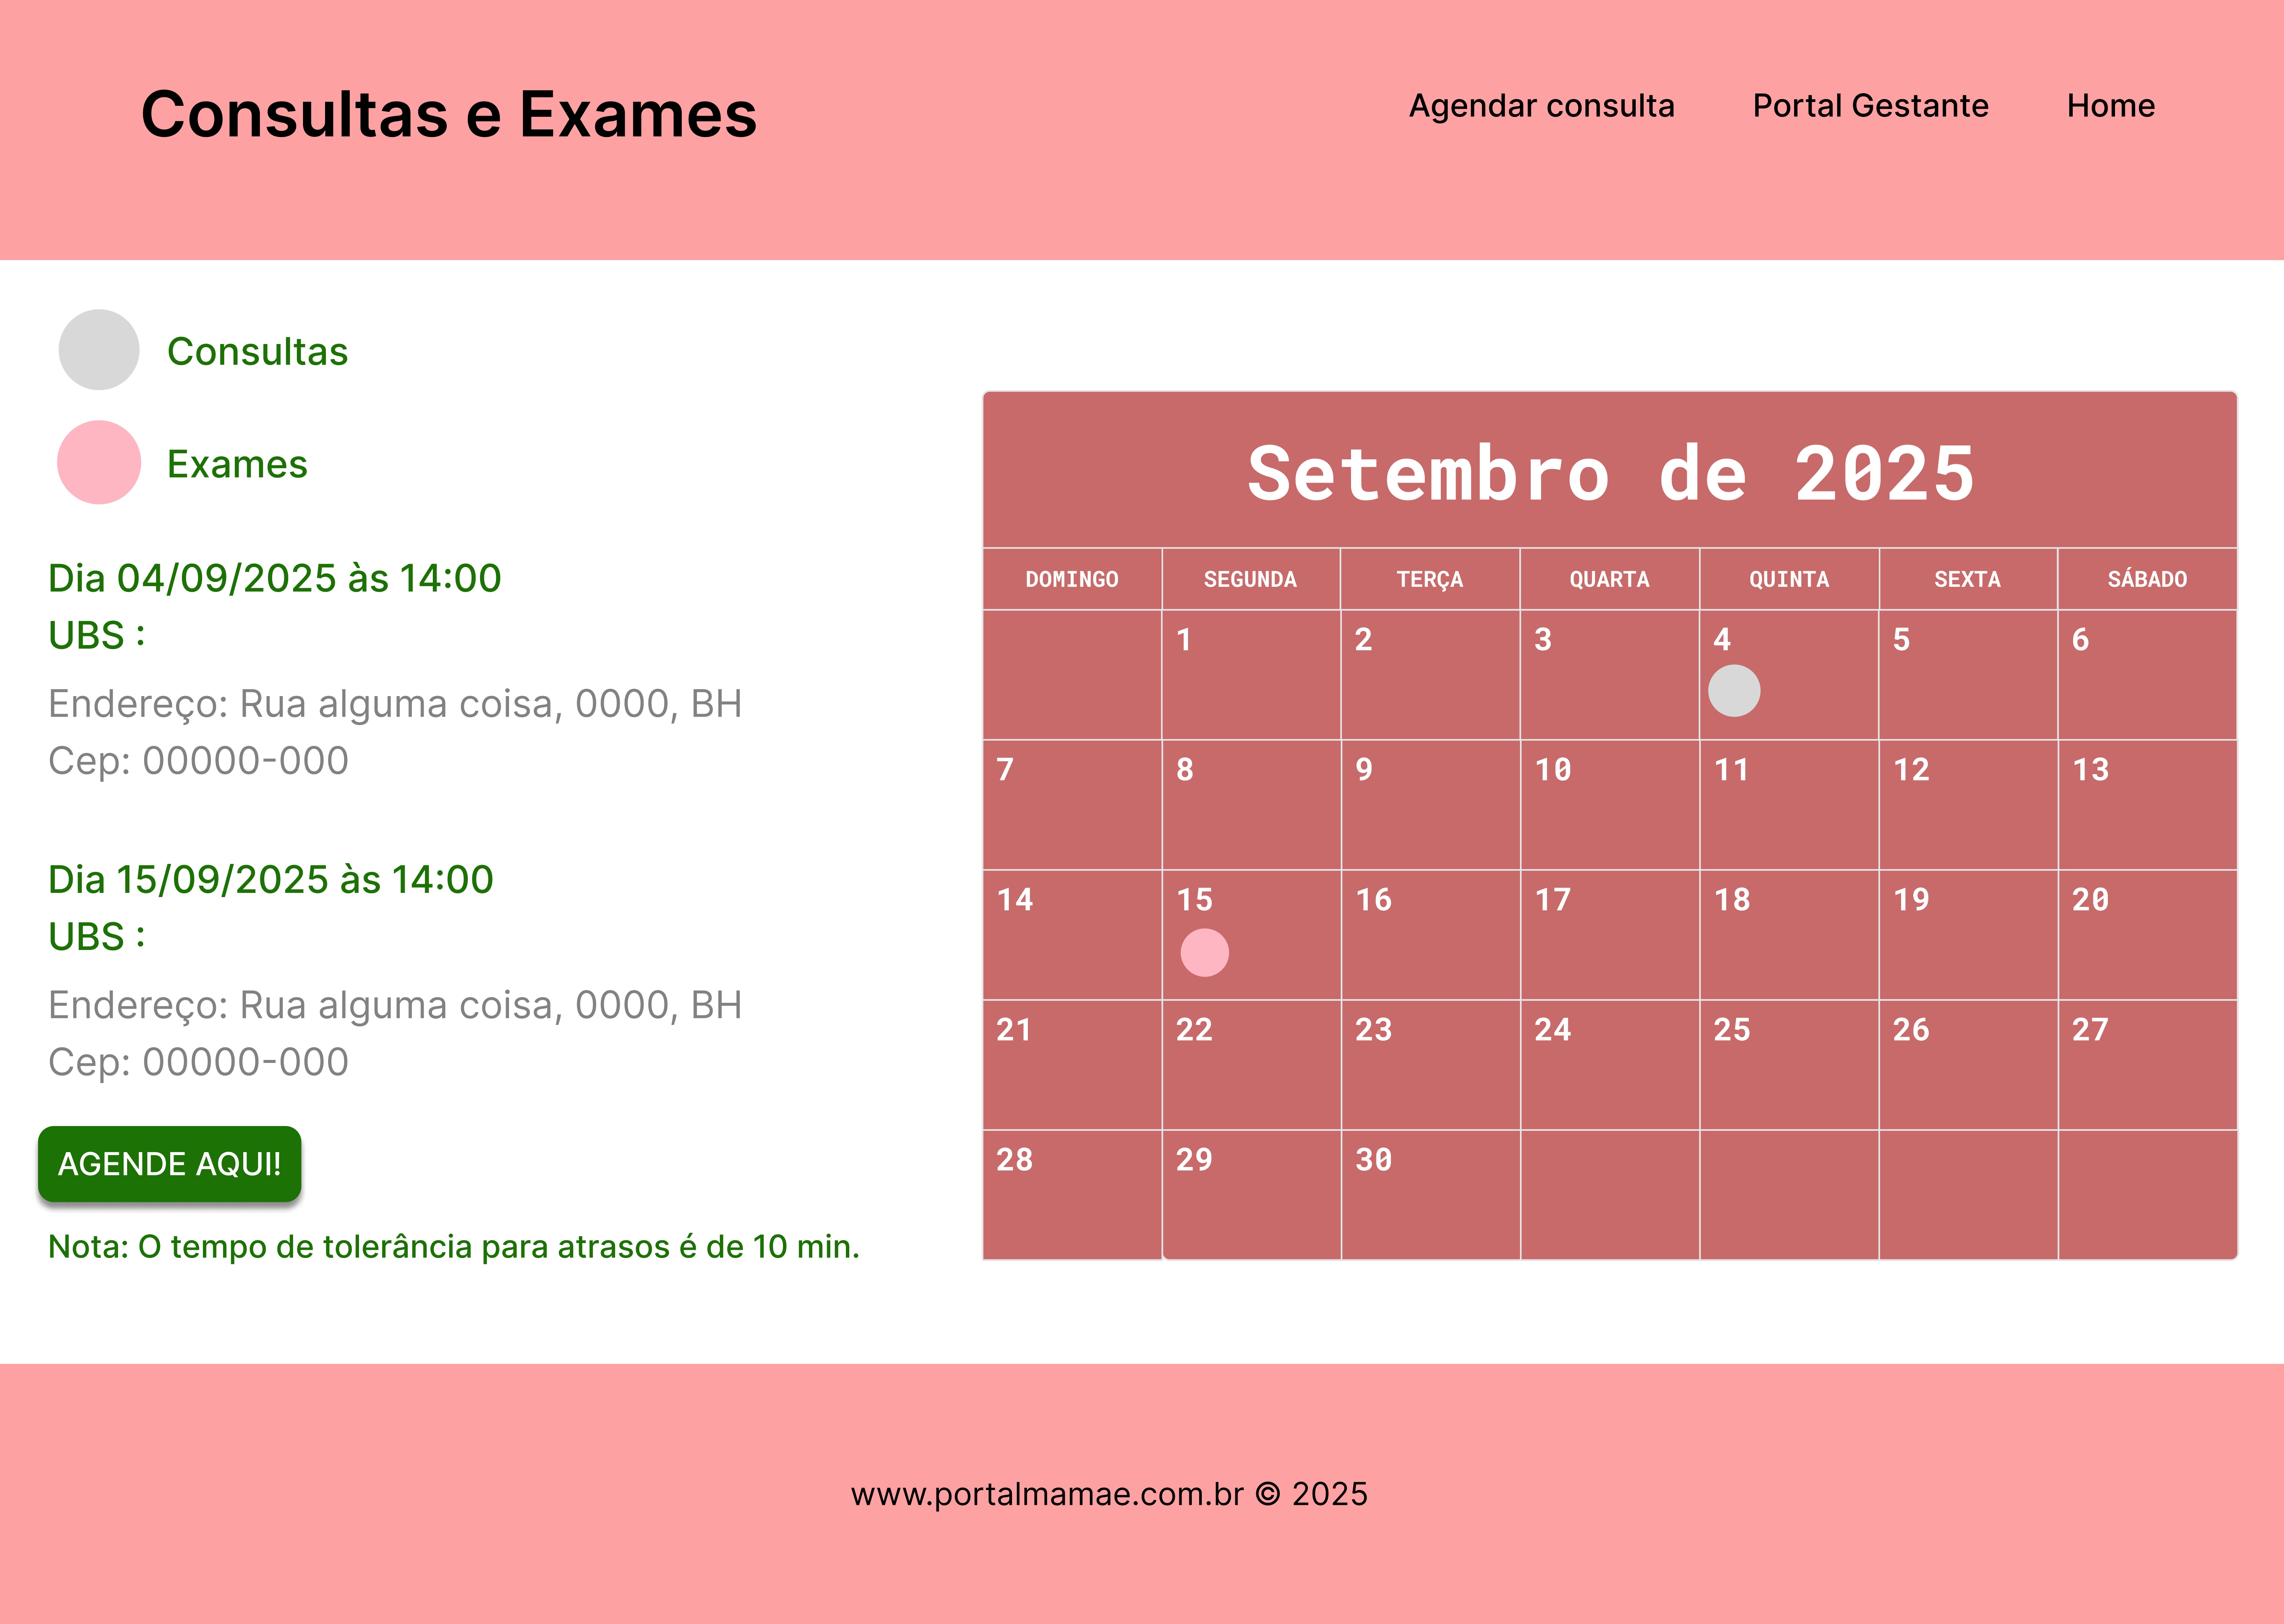 Consultas e Exames
Agendar consulta
Portal Gestante
Home
Consultas
Exames
Dia 04/09/2025 às 14:00
UBS :
Endereço: Rua alguma coisa, 0000, BH
Cep: 00000-000
Dia 15/09/2025 às 14:00
UBS :
Endereço: Rua alguma coisa, 0000, BH
Cep: 00000-000
AGENDE AQUI!
Nota: O tempo de tolerância para atrasos é de 10 min.
Setembro de 2025
DOMINGO SEGUNDA TERÇA QUARTA QUINTA SEXTA SÁBADO
1 2 3 4 5 6
7 8 9 10 11 12 13
14 15 16 17 18 19 20
21 22 23 24 25 26 27
28 29 30
www.portalmamae.com.br © 2025